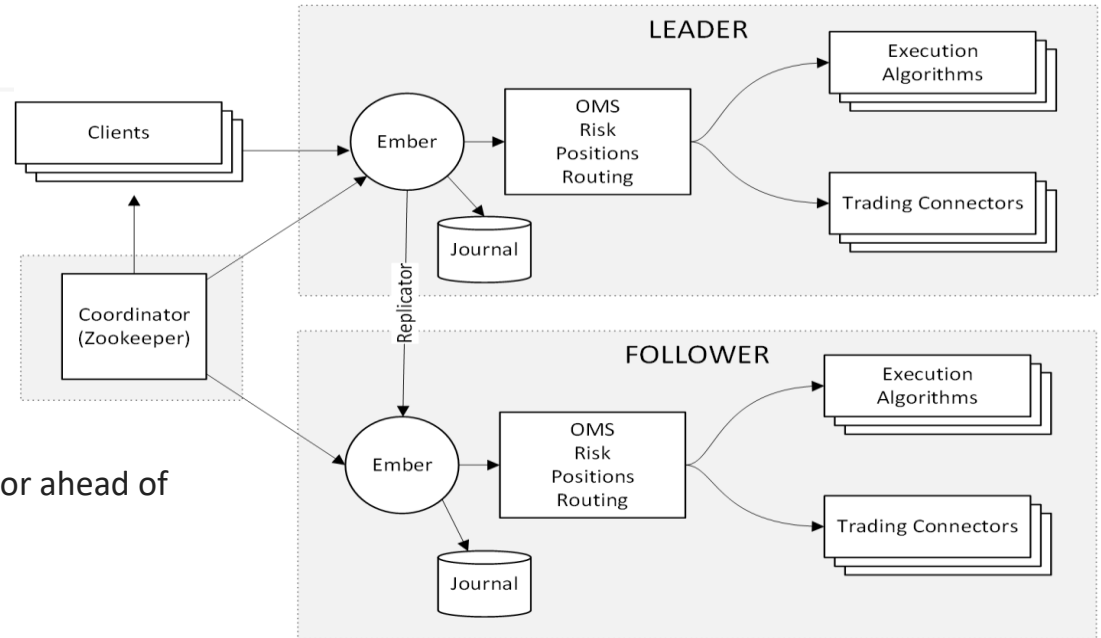 LEADER
Execution
Algorithms
Clients
Ember
OMS
Risk
Positions
Routing
Trading Connectors
Journal
Replicator
Coordinator
(Zookeeper)
FOLLOWER
Execution
Algorithms
Ember
OMS
Risk
Positions
Routing
or ahead of
Trading Connectors
Journal